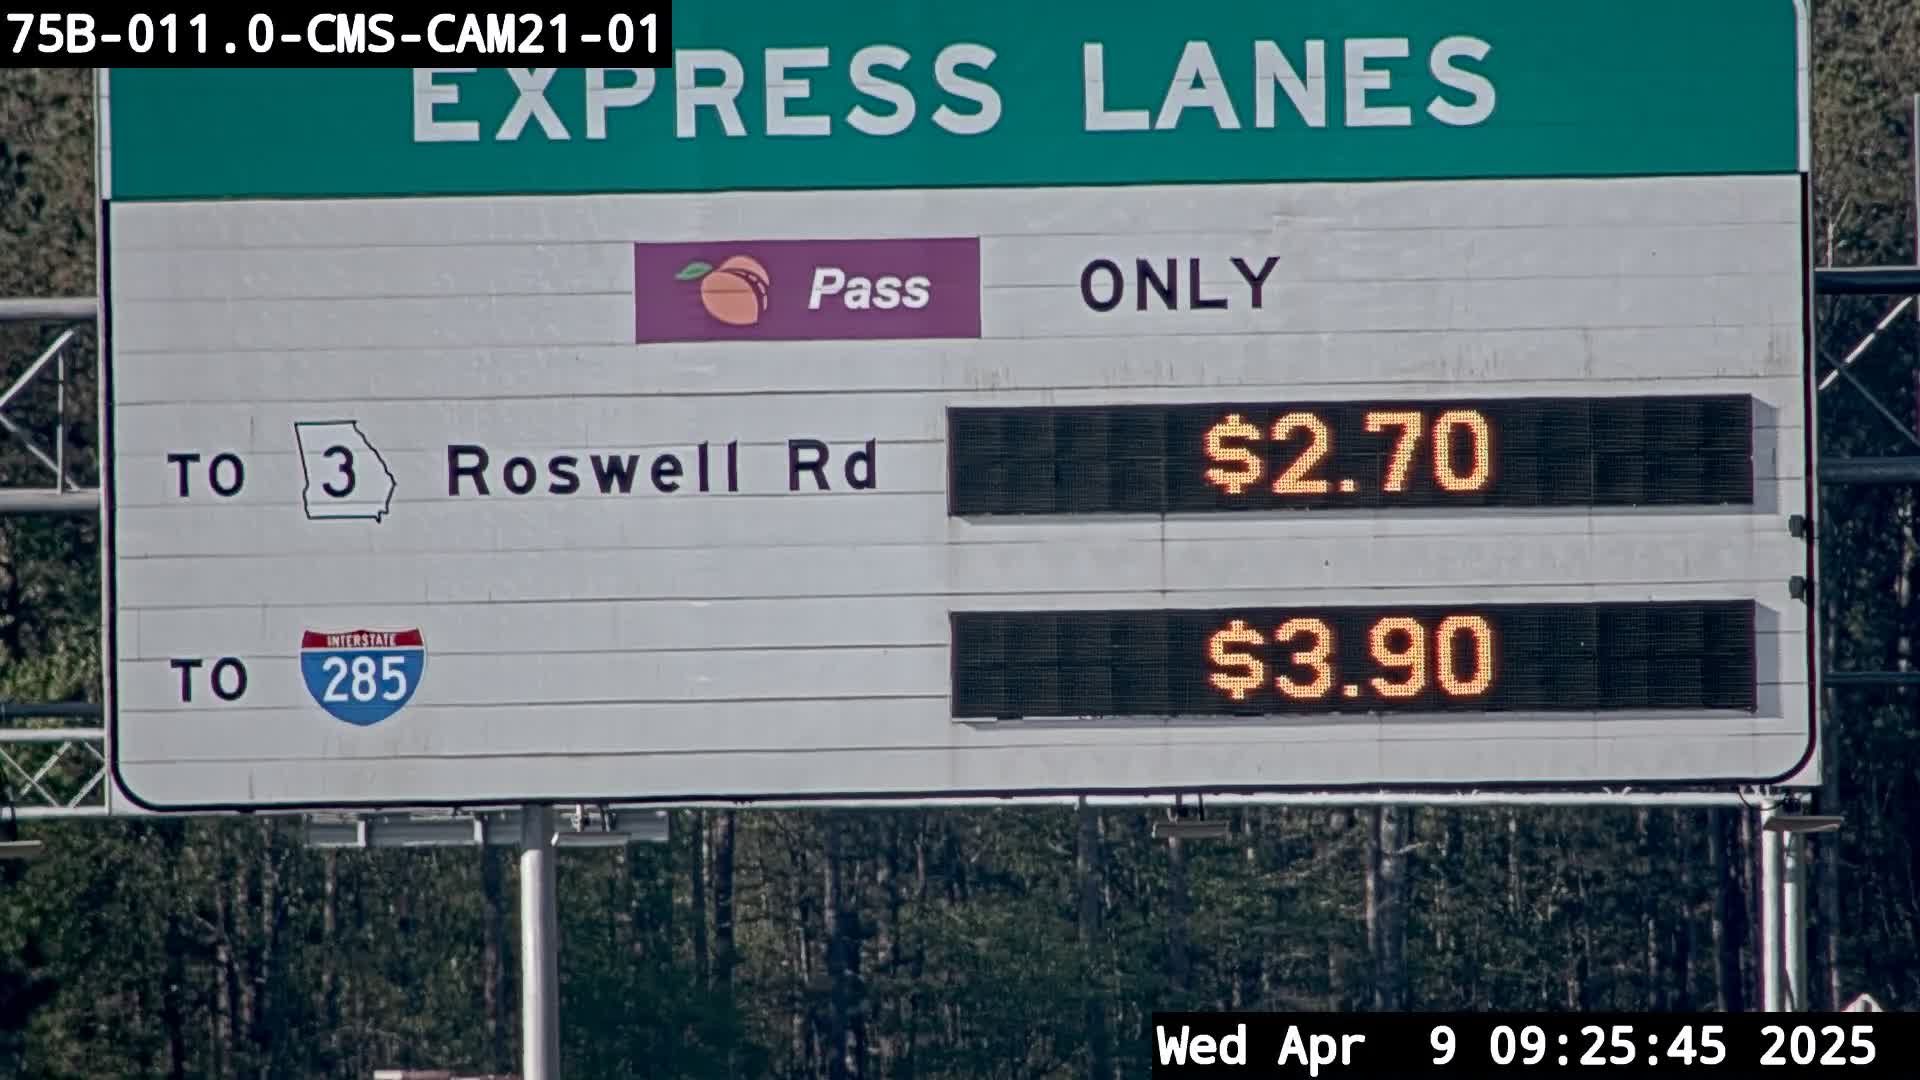 75B-011.0-CMS-CAM21-01
EXPRESS LANES
Pass ONLY
TO 3 Roswell Rd $2.70
TO INTERSTATE 285 $3.90
Wed Apr 9 09:25:45 2025